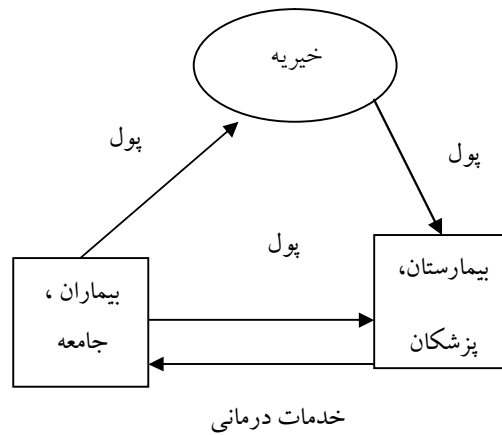 خیریه
پول
پول
پول
بیمارستان،
پزشکان
بیماران ،
جامعه
خدمات درمانی